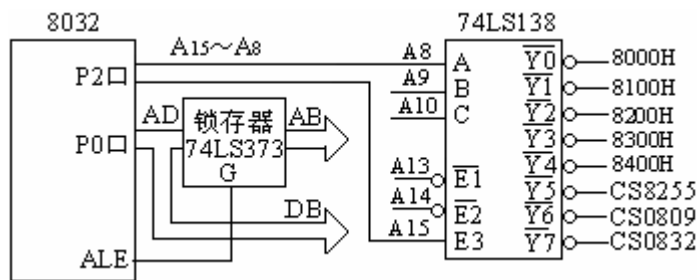 8032
74LS138
A15～A8
P2口
P0口
ALE
AD
锁存器
74LS373
G
AB
DB
A8
A9
A10
A13
A14
A15
A
B
C
E1
E2
E3
Y0
Y1
Y2
Y3
Y4
Y5
Y6
Y7
8000H
8100H
8200H
8300H
8400H
CS8255
CS0809
CS0832